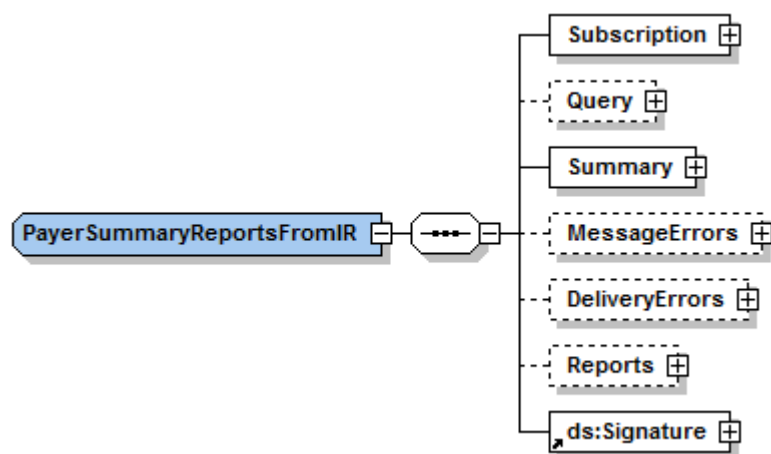 Subscription
Query
Summary
PayerSummaryReportsFromIR
MessageErrors
DeliveryErrors
Reports
ds:Signature